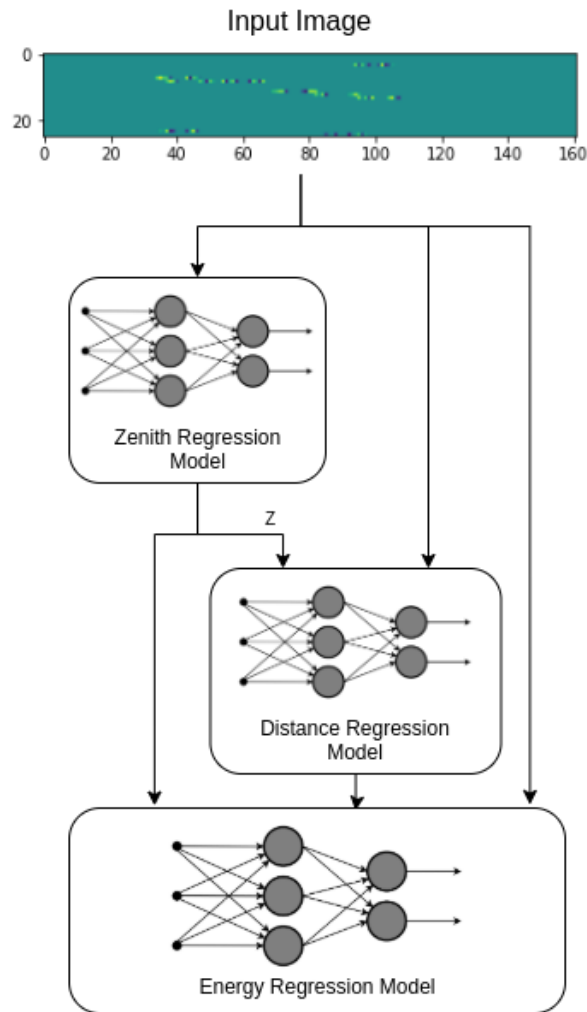 Input Image
0
20
0 20 40 60 80 100 120 140 160
Zenith Regression
Model
Z
Distance Regression
Model
Energy Regression Model